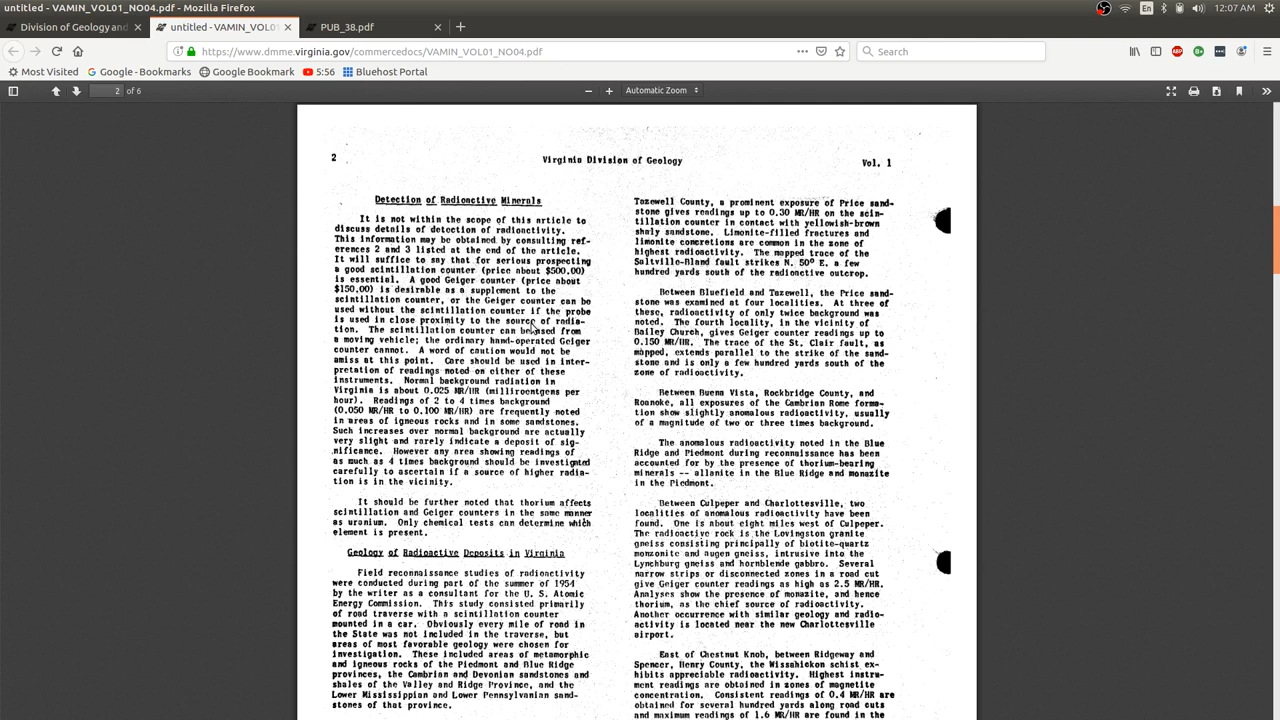 untitled - VAMIN_VOL01_NO04.pdf - Mozilla Firefox
En
12:07 AM
Division of Geology and
untitled - VAMIN_VOL01
PUB_38.pdf
https://www.dmme.virginia.gov/commercedocs/VAMIN_VOL01_NO04.pdf
Search
Most Visited
Google - Bookmarks
Google Bookmark
5:56
Bluehost Portal
2 of 6
Automatic Zoom
2
Virginia Division of Geology
Vol. 1
Detection of Radioactive Minerals
It is not within the scope of this article to
discuss details of detection of radioactivity.
This information may be obtained by consulting ref-
erences 2 and 3 listed at the end of the article.
It will suffice to say that for serious prospecting
a good scintillation counter (price about $500.00)
is essential. A good Geiger counter (price about
$150.00) is desirable as a supplement to the
scintillation counter, or the Geiger counter can be
used without the scintillation counter if the probe
is used in close proximity to the source of radia-
tion. The scintillation counter can be used from
a moving vehicle; the ordinary hand-operated Geiger
counter cannot. A word of caution would not be
amiss at this point. Care should be used in inter-
pretation of readings noted on either of these
instruments. Normal background radiation in
Virginia is about 0.025 MR/HR (milliroentgens per
hour). Readings of 2 to 4 times background
(0.050 MR/HR to 0.100 MR/HR) are frequently noted
in areas of igneous rocks and in some sandstones.
Such increases over normal background are actually
very slight and rarely indicate a deposit of sig-
nificance. However any area showing readings of
as much as 4 times background should be investigated
carefully to ascertain if a source of higher radia-
tion is in the vicinity.
It should be further noted that thorium affects
scintillation and Geiger counters in the same manner
as uranium. Only chemical tests can determine which
element is present.
Geology of Radioactive Deposits in Virginia
Field reconnaissance studies of radioactivity
were conducted during part of the summer of 1954
by the writer as a consultant for the U. S. Atomic
Energy Commission. This study consisted primarily
of road traverse with a scintillation counter
mounted in a car. Obviously every mile of road in
the State was not included in the traverse, but
areas of most favorable geology were chosen for
investigation. These included areas of metamorphic
and igneous rocks of the Piedmont and Blue Ridge
provinces, the Cambrian and Devonian sandstones and
shales of the Valley and Ridge Province, and the
Lower Mississippian and Lower Pennsylvanian sand-
stones of that province.
Tazewell County, a prominent exposure of Price sand-
stone gives readings up to 0.30 MR/HR on the scin-
tillation counter in contact with yellowish-brown
shaly sandstone. Limonite-filled fractures and
limonite concretions are common in the zone of
highest radioactivity. The mapped trace of the
Saltville-Bland fault strikes N. 50° E. a few
hundred yards south of the radioactive outcrop.
Between Bluefield and Tazewell, the Price sand-
stone was examined at four localities. At three of
these, radioactivity of only twice background was
noted. The fourth locality, in the vicinity of
Bailey Church, gives Geiger counter readings up to
0.150 MR/HR. The trace of the St. Clair fault, as
mapped, extends parallel to the strike of the sand-
stone and is only a few hundred yards south of the
zone of radioactivity.
Between Buena Vista, Rockbridge County, and
Roanoke, all exposures of the Cambrian Rome forma-
tion show slightly anomalous radioactivity, usually
of a magnitude of two or three times background.
The anomalous radioactivity noted in the Blue
Ridge and Piedmont during reconnaissance has been
accounted for by the presence of thorium-bearing
minerals -- allanite in the Blue Ridge and monazite
in the Piedmont.
Between Culpeper and Charlottesville, two
localities of anomalous radioactivity have been
found. One is about eight miles west of Culpeper.
The radioactive rock is the Lovingston granite
gneiss consisting principally of biotite-quartz
monzonite and augen gneiss, intrusive into the
Lynchburg gneiss and hornblende gabbro. Several
narrow strips or disconnected zones in a road cut
give Geiger counter readings as high as 2.5 MR/HR.
Analyses show the presence of monazite, and hence
thorium, as the chief source of radioactivity.
Another occurrence with similar geology and radio-
activity is located near the new Charlottesville
airport.
East of Chestnut Knob, between Ridgeway and
Spencer, Henry County, the Wissahickon schist ex-
hibits appreciable radioactivity. Highest instru-
ment readings are obtained in zones of magnetite
concentration. Consistent readings of 0.4 MR/HR are
obtained for several hundred yards along road cuts
and maximum readings of 1.6 MR/HR are found in the